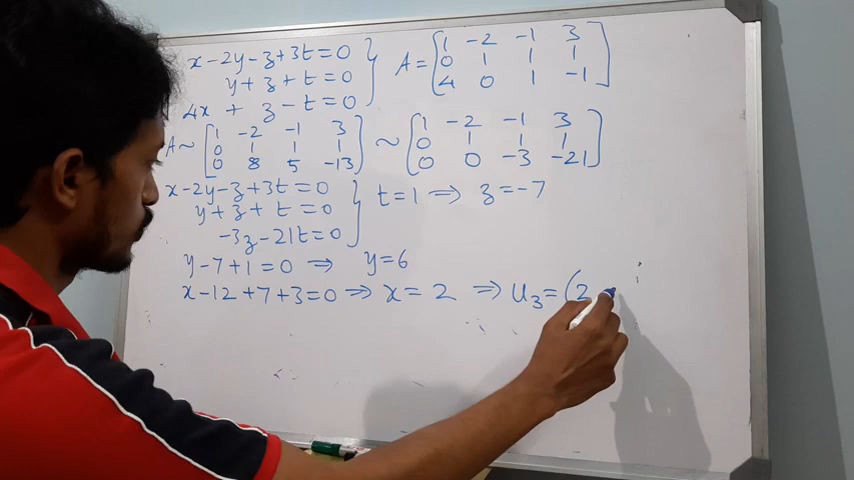 x-2y-z+3t=0
y+z+t=0
4x + z-t=0
A= [1 -2 -1 3
0 1 1 1
4 0 1 -1]
A~ [1 -2 -1 3
0 1 1 1
0 8 5 -13]
~ [1 -2 -1 3
0 1 1 1
0 0 -3 -21]
x-2y-z+3t=0
y+z+t=0
-3z-21t=0
t=1 ⇒ z=-7
y-7+1=0 ⇒ y=6
x-12+7+3=0 ⇒ x=2 ⇒ u₃=(2